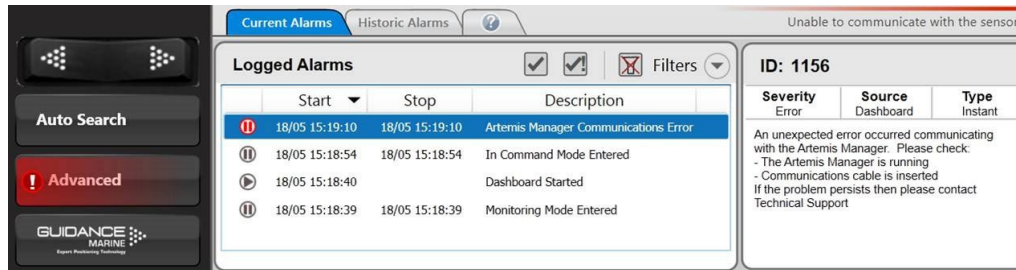 Current Alarms
Historic Alarms
?
Unable to communicate with the sensor
Logged Alarms
Filters
ID: 1156
Start Stop Description
Severity Source Type
Error Dashboard Instant
18/05 15:19:10 18/05 15:19:10 Artemis Manager Communications Error
18/05 15:18:54 18/05 15:18:54 In Command Mode Entered
18/05 15:18:40 Dashboard Started
18/05 15:18:39 18/05 15:18:39 Monitoring Mode Entered
An unexpected error occurred communicating
with the Artemis Manager. Please check:
- The Artemis Manager is running
- Communications cable is inserted
If the problem persists then please contact
Technical Support
Auto Search
! Advanced
GUIDANCE
MARINE
Expert Positioning Technology